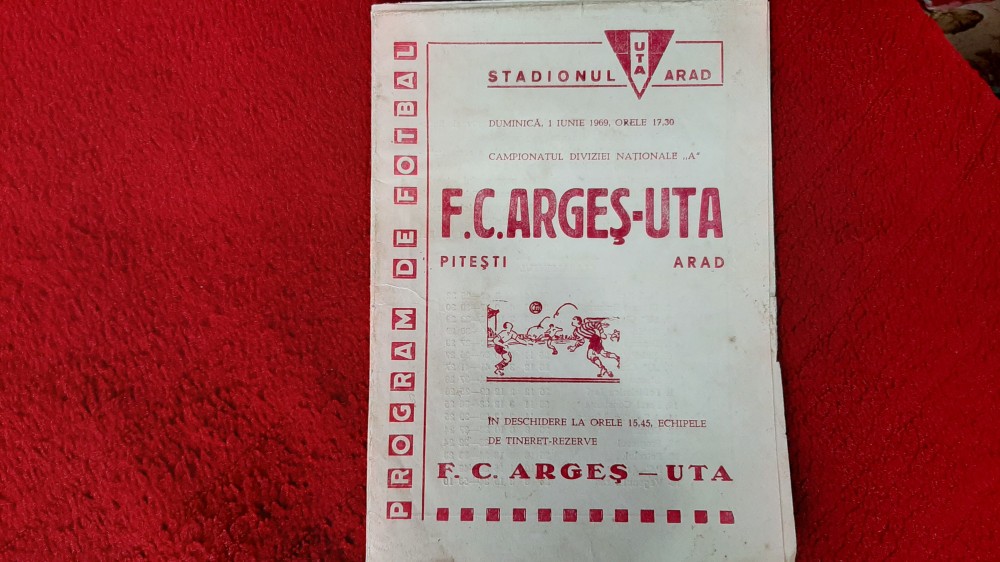 PROGRAM DE FOTBAL
UTA
STADIONUL ARAD
DUMINICĂ, 1 IUNIE 1969, ORELE 17,30
CAMPIONATUL DIVIZIEI NAȚIONALE „A"
F.C.ARGEȘ-UTA
PITEȘTI ARAD
ÎN DESCHIDERE LA ORELE 15,45, ECHIPELE
DE TINERET-REZERVE
F. C. ARGEȘ — UTA